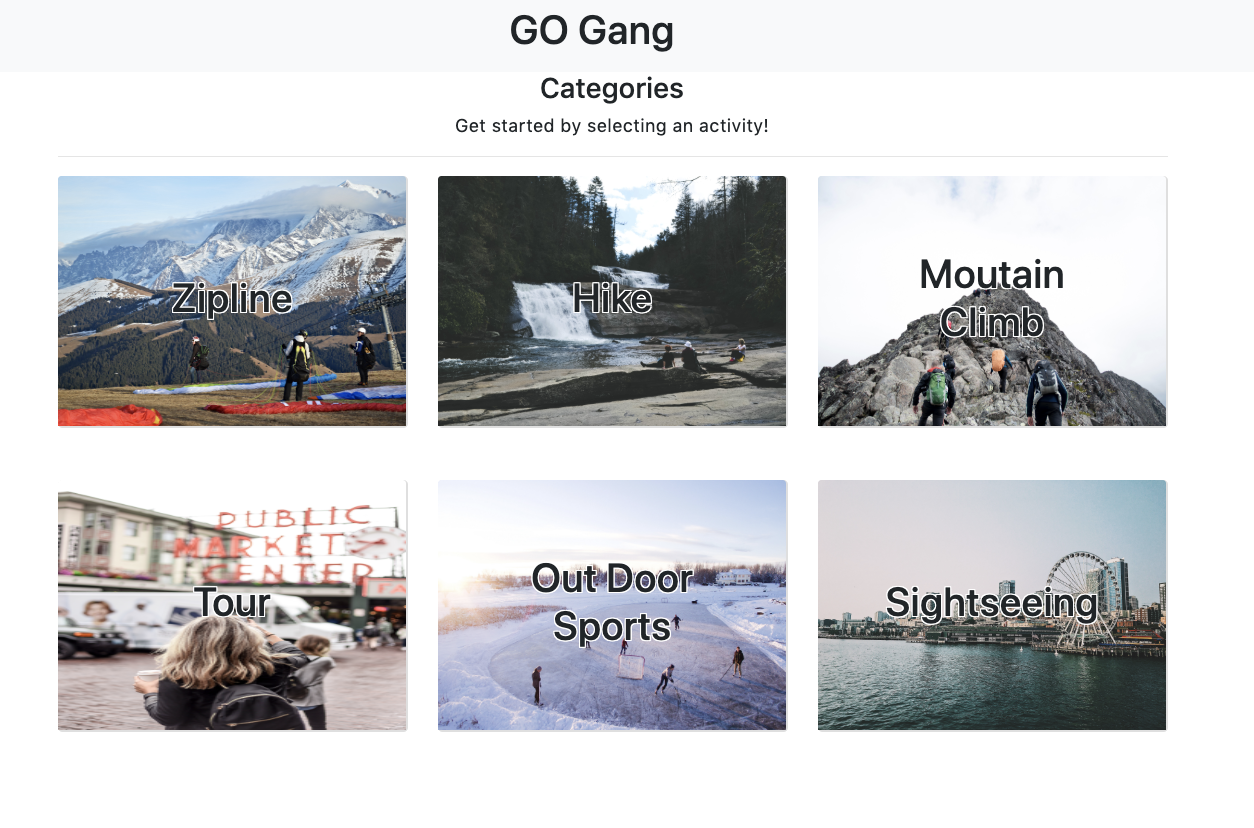 GO Gang
Categories
Get started by selecting an activity!
Zipline
Hike
Moutain
Climb
PUBLIC
MARKET
CENTER
Tour
Out Door
Sports
Sightseeing